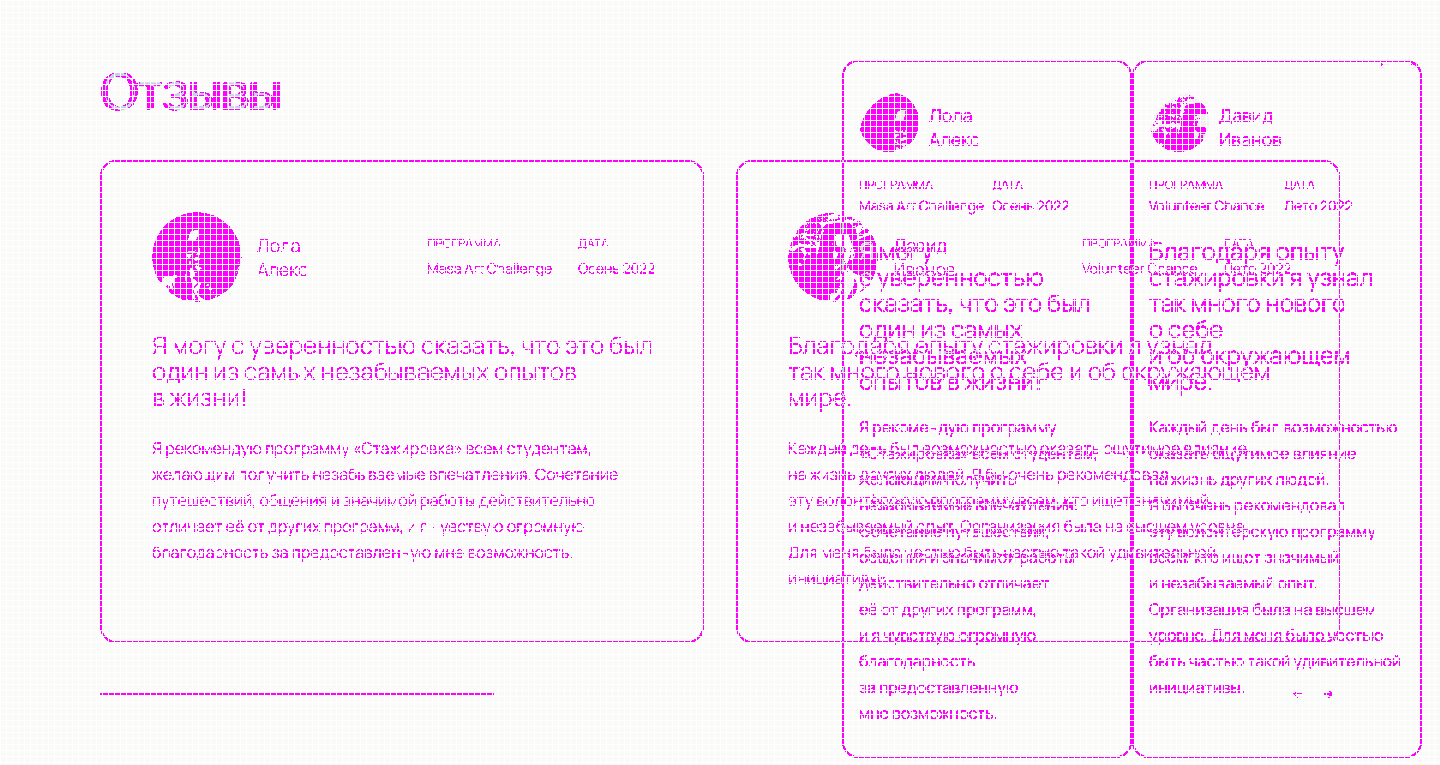 Отзывы
Лола
Алекс
ПРОГРАММА ДАТА
Masa Art Challenge Осень 2022
Я могу с уверенностью сказать, что это был
один из самых незабываемых опытов
в жизни!
Я рекомендую программу «Стажировка» всем студентам,
желающим получить незабываемые впечатления. Сочетание
путешествий, общения и значимой работы действительно
отличает её от других программ, и я чувствую огромную
благодарность за предоставленную мне возможность.
Давид
Иванов
ПРОГРАММА ДАТА
Volunteer Chance Лето 2022
Благодаря опыту стажировки я узнал
так много нового о себе и об окружающем
мире.
Каждый день был возможностью оказать ощутимое влияние
на жизнь других людей. Я бы очень рекомендовал
эту волонтёрскую программу всем, кто ищет значимый
и незабываемый опыт. Организация была на высшем уровне.
Для меня было честью быть частью такой удивительной
инициативы.
Лола
Алекс
ПРОГРАММА ДАТА
Masa Art Challenge Осень 2022
Я могу
с уверенностью
сказать, что это был
один из самых
незабываемых
опытов в жизни!
Я рекомендую программу
«Стажировка» всем студентам,
желающим получить
незабываемые впечатления.
Сочетание путешествий,
общения и значимой работы
действительно отличает
её от других программ,
и я чувствую огромную
благодарность
за предоставленную
мне возможность.
Давид
Иванов
ПРОГРАММА ДАТА
Volunteer Chance Лето 2022
Благодаря опыту
стажировки я узнал
так много нового
о себе
и об окружающем
мире.
Каждый день был возможностью
оказать ощутимое влияние
на жизнь других людей.
Я бы очень рекомендовал
эту волонтёрскую программу
всем, кто ищет значимый
и незабываемый опыт.
Организация была на высшем
уровне. Для меня было честью
быть частью такой удивительной
инициативы.